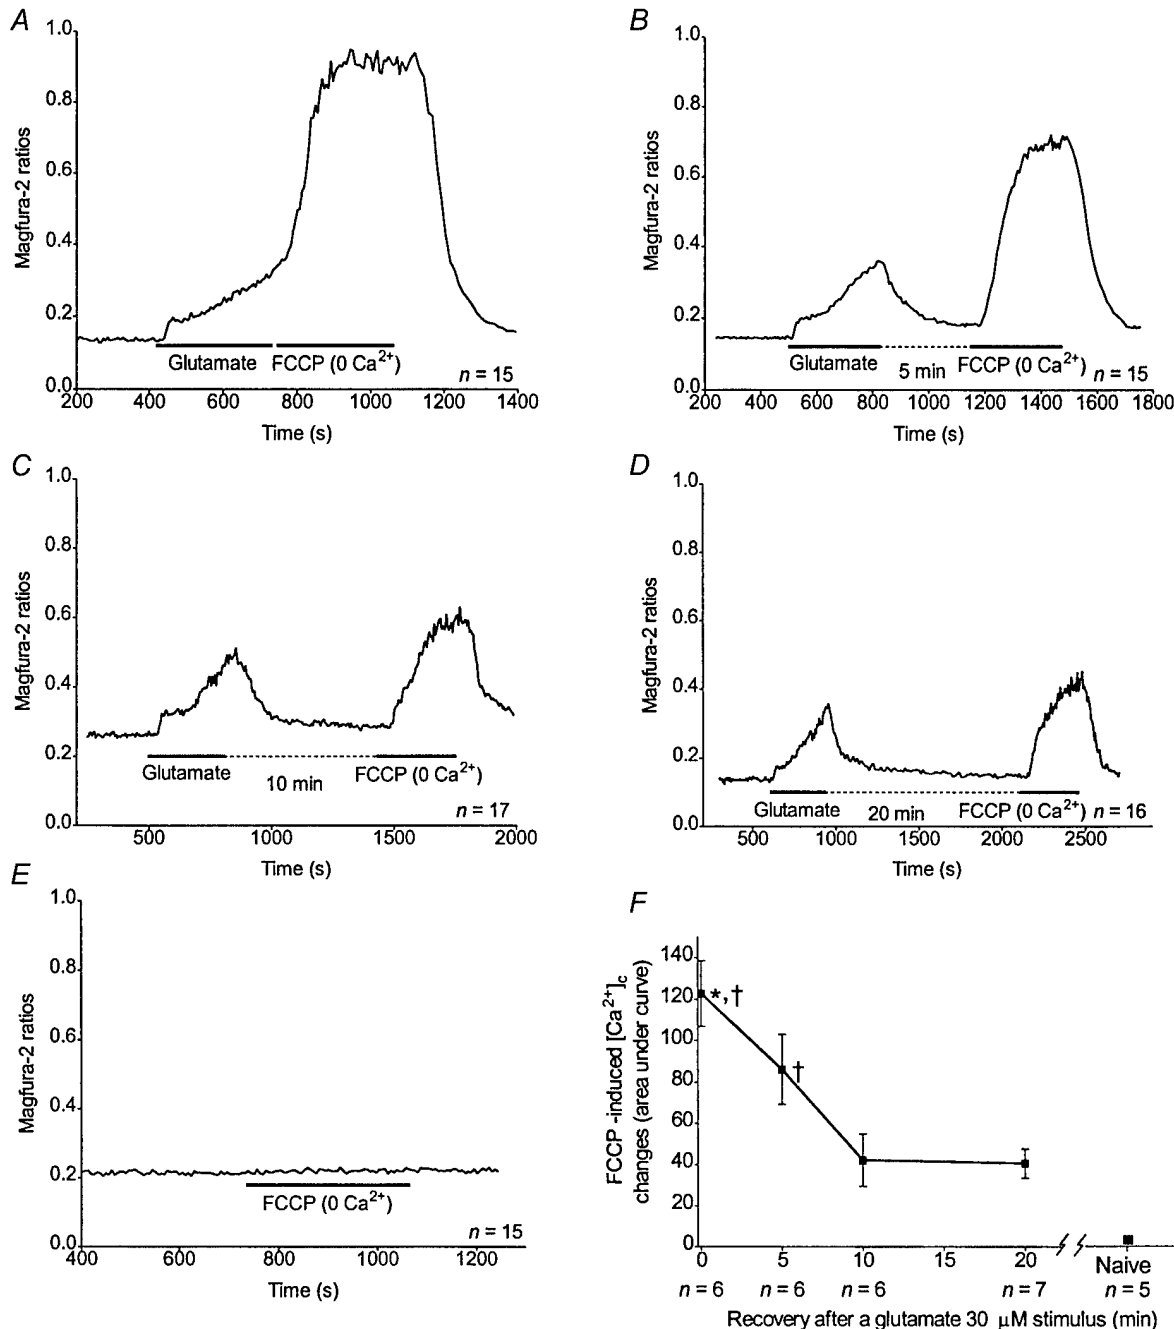 A
Magfura-2 ratios
1.0
0.8
0.6
0.4
0.2
0.0
Glutamate
FCCP (0 Ca²⁺)
n = 15
200 400 600 800 1000 1200 1400
Time (s)
B
Magfura-2 ratios
1.0
0.8
0.6
0.4
0.2
0.0
Glutamate
5 min
FCCP (0 Ca²⁺)
n = 15
200 400 600 800 1000 1200 1400 1600 1800
Time (s)
C
Magfura-2 ratios
1.0
0.8
0.6
0.4
0.2
0.0
Glutamate
10 min
FCCP (0 Ca²⁺)
n = 17
500 1000 1500 2000
Time (s)
D
Magfura-2 ratios
1.0
0.8
0.6
0.4
0.2
0.0
Glutamate
20 min
FCCP (0 Ca²⁺)
n = 16
500 1000 1500 2000 2500
Time (s)
E
Magfura-2 ratios
1.0
0.8
0.6
0.4
0.2
0.0
FCCP (0 Ca²⁺)
n = 15
400 600 800 1000 1200
Time (s)
F
FCCP -induced [Ca²⁺]c
changes (area under curve)
140
120
100
80
60
40
20
0
*,†
†
0 5 10 20 Naive
n = 6 n = 6 n = 6 n = 7 n = 5
Recovery after a glutamate 30 µM stimulus (min)